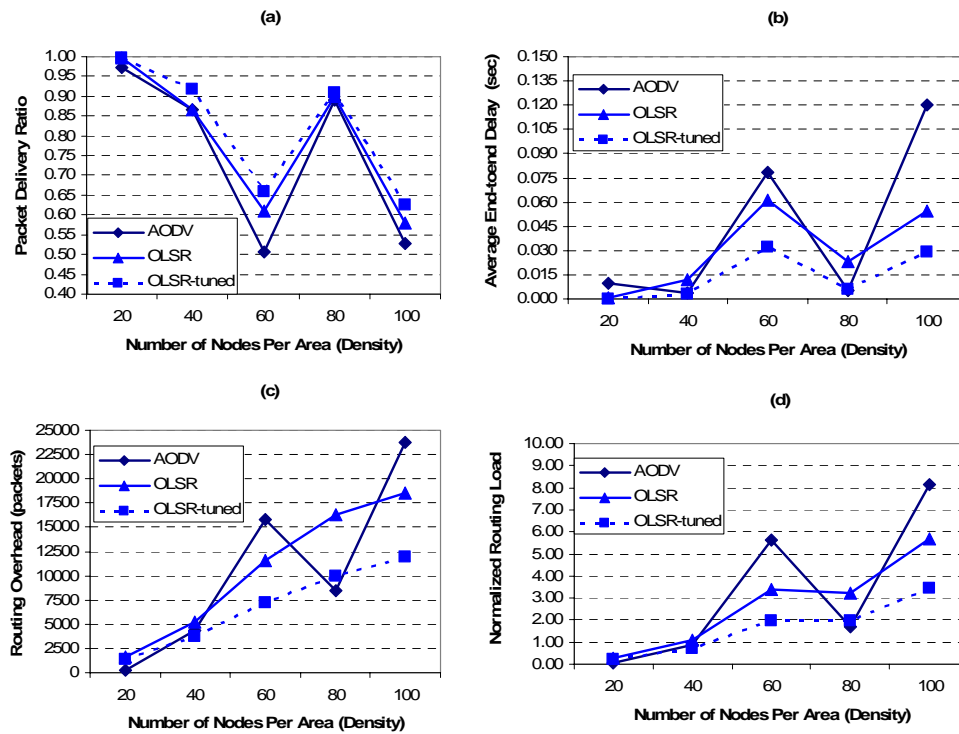 (a)
Packet Delivery Ratio
1.00
0.95
0.90
0.85
0.80
0.75
0.70
0.65
0.60
0.55
0.50
0.45
0.40
AODV
OLSR
OLSR-tuned
20 40 60 80 100
Number of Nodes Per Area (Density)
(b)
Average End-toend Delay (sec)
0.150
0.135
0.120
0.105
0.090
0.075
0.060
0.045
0.030
0.015
0.000
AODV
OLSR
OLSR-tuned
20 40 60 80 100
Number of Nodes Per Area (Density)
(c)
Routing Overhead (packets)
25000
22500
20000
17500
15000
12500
10000
7500
5000
2500
0
AODV
OLSR
OLSR-tuned
20 40 60 80 100
Number of Nodes Per Area (Density)
(d)
Normalized Routing Load
10.00
9.00
8.00
7.00
6.00
5.00
4.00
3.00
2.00
1.00
0.00
AODV
OLSR
OLSR-tuned
20 40 60 80 100
Number of Nodes Per Area (Density)